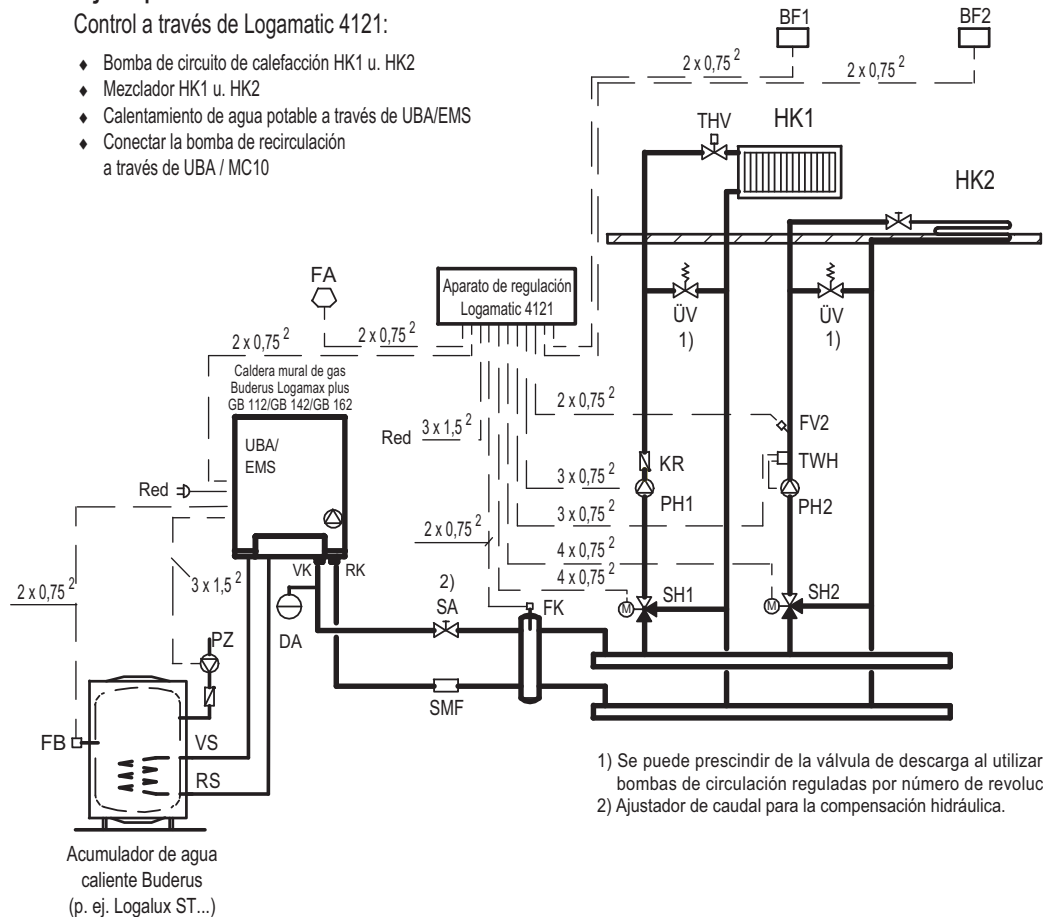 Control a través de Logamatic 4121:
♦ Bomba de circuito de calefacción HK1 u. HK2
♦ Mezclador HK1 u. HK2
♦ Calentamiento de agua potable a través de UBA/EMS
♦ Conectar la bomba de recirculación
a través de UBA / MC10
BF1
BF2
2 x 0,75 ²
2 x 0,75 ²
THV
HK1
HK2
FA
Aparato de regulación
Logamatic 4121
ÜV
1)
ÜV
1)
2 x 0,75 ²
2 x 0,75 ²
Caldera mural de gas
Buderus Logamax plus
GB 112/GB 142/GB 162
UBA/
EMS
Red
3 x 1,5 ²
2 x 0,75 ²
FV2
KR
TWH
3 x 0,75 ²
PH1
PH2
3 x 0,75 ²
Red
2 x 0,75 ²
4 x 0,75 ²
4 x 0,75 ²
VK
RK
2 x 0,75 ²
3 x 1,5 ²
2)
SA
FK
M
SH1
M
SH2
DA
PZ
SMF
FB
VS
RS
1) Se puede prescindir de la válvula de descarga al utilizar
bombas de circulación reguladas por número de revoluc
2) Ajustador de caudal para la compensación hidráulica.
Acumulador de agua
caliente Buderus
(p. ej. Logalux ST...)